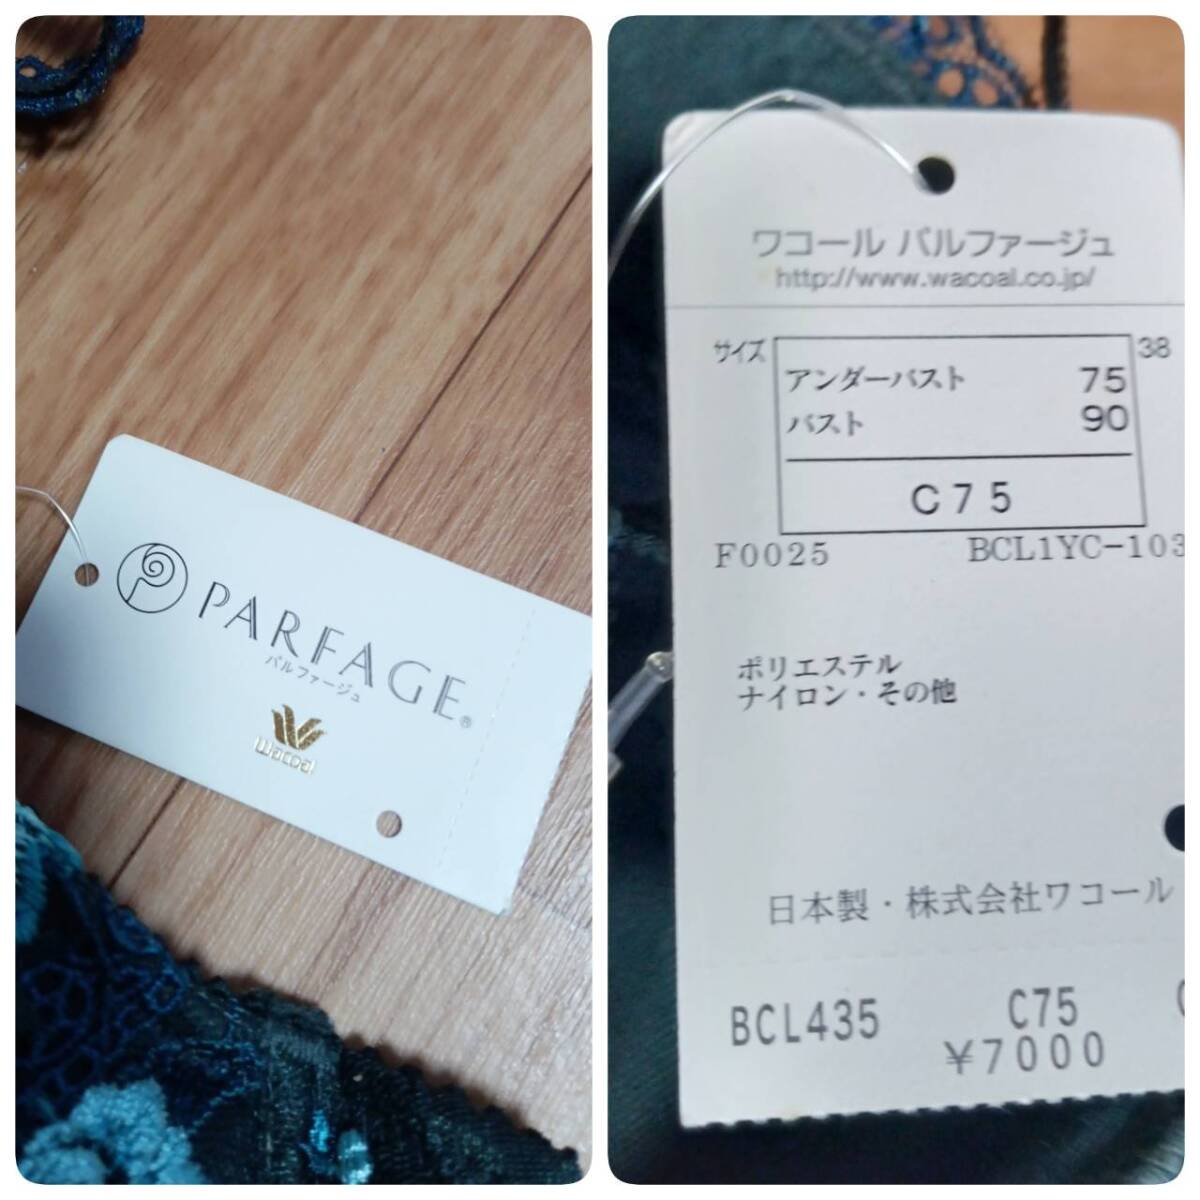 PARFAGE®
パルファージュ
Wacoal
ワコール パルファージュ
http://www.wacoal.co.jp/
サイズ
38
アンダーバスト 75
バスト 90
C75
F0025 BCL1YC-103
ポリエステル
ナイロン・その他
日本製・株式会社ワコール
BCL435 C75
¥7000